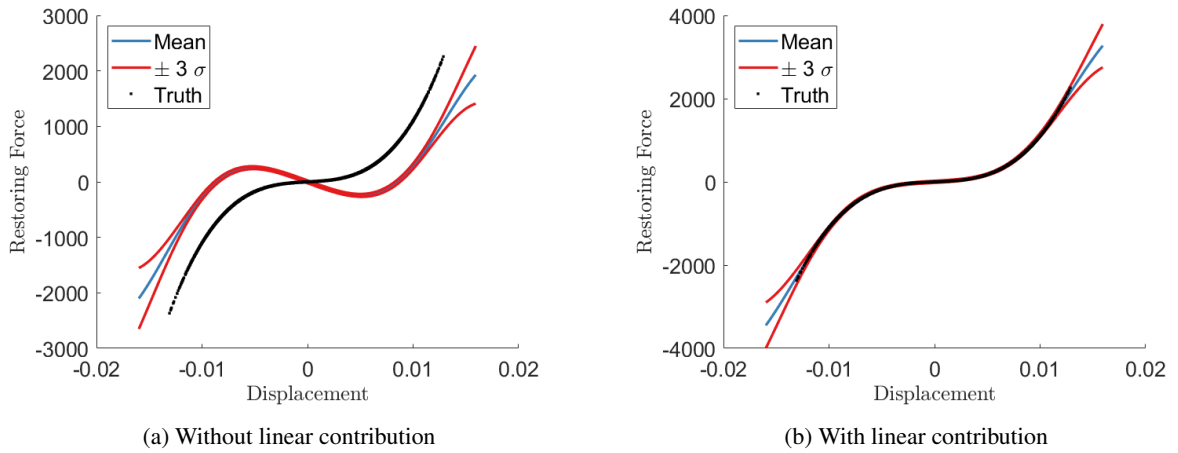 3000
2000
1000
0
-1000
-2000
-3000
Restoring Force
Mean
± 3 σ
Truth
-0.02 -0.01 0 0.01 0.02
Displacement
(a) Without linear contribution
4000
2000
0
-2000
-4000
Restoring Force
Mean
± 3 σ
Truth
-0.02 -0.01 0 0.01 0.02
Displacement
(b) With linear contribution